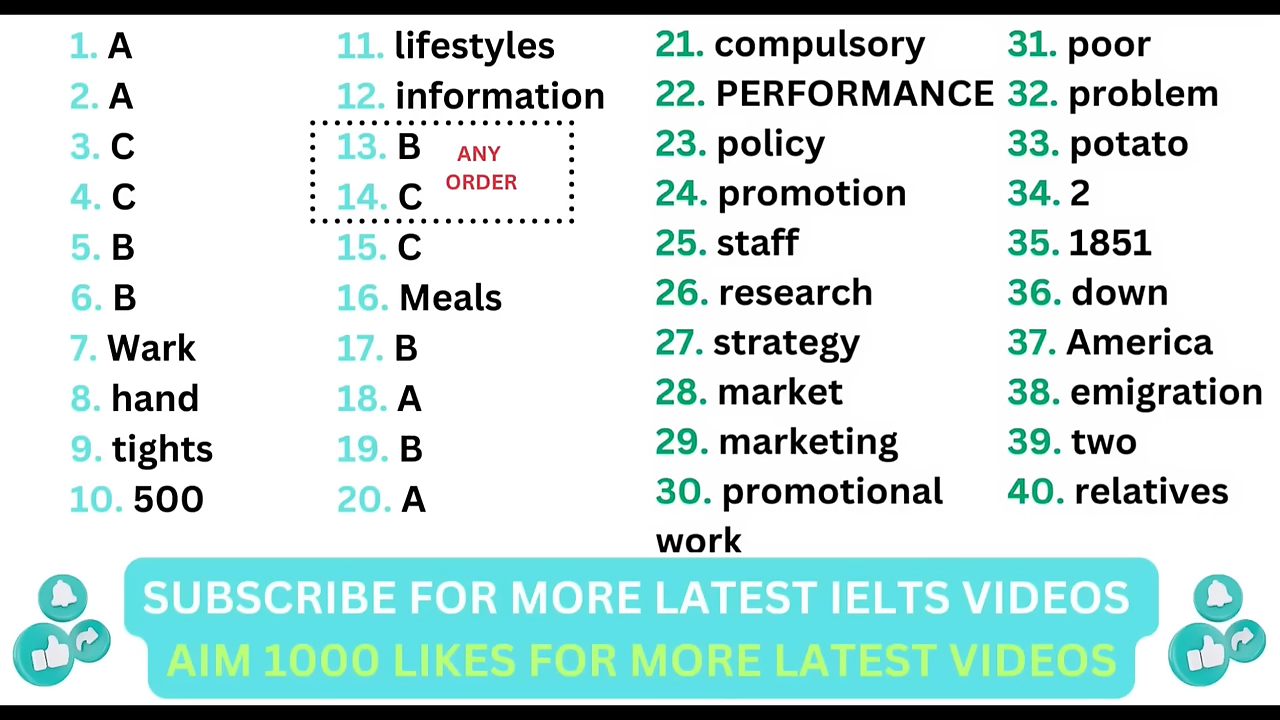 1. A
2. A
3. C
4. C
5. B
6. B
7. Wark
8. hand
9. tights
10. 500
11. lifestyles
12. information
13. B
14. C
ANY
ORDER
15. C
16. Meals
17. B
18. A
19. B
20. A
21. compulsory
22. PERFORMANCE
23. policy
24. promotion
25. staff
26. research
27. strategy
28. market
29. marketing
30. promotional
work
31. poor
32. problem
33. potato
34. 2
35. 1851
36. down
37. America
38. emigration
39. two
40. relatives
SUBSCRIBE FOR MORE LATEST IELTS VIDEOS
AIM 1000 LIKES FOR MORE LATEST VIDEOS